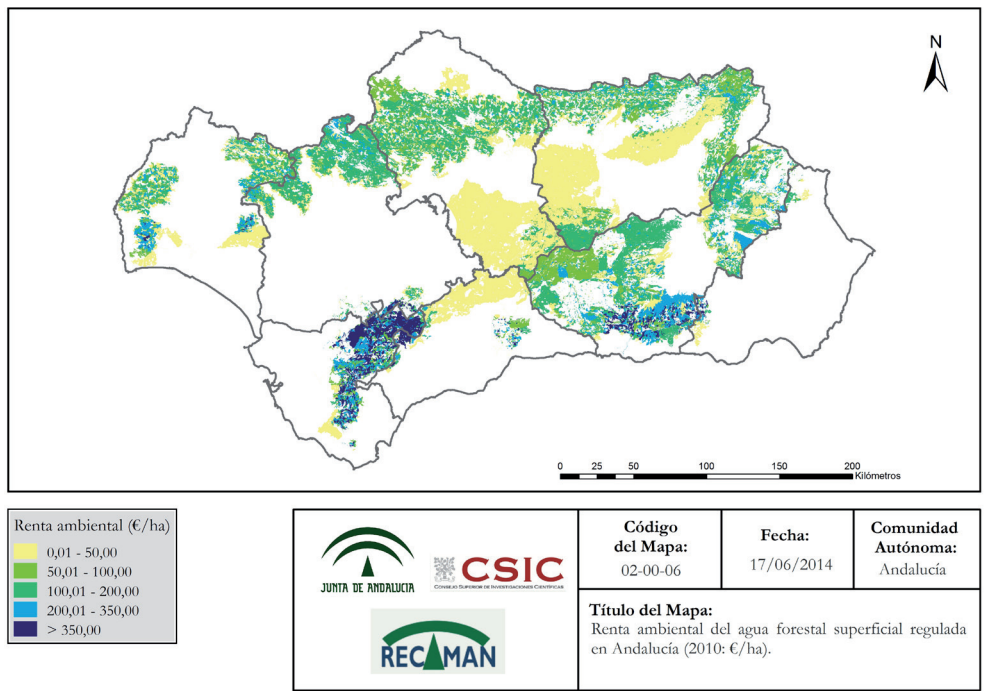 N
0 25 50 100 150 200
Kilómetros
Renta ambiental (€/ha)
0,01 - 50,00
50,01 - 100,00
100,01 - 200,00
200,01 - 350,00
> 350,00
JUNTA DE ANDALUCIA
CSIC
CONSEJO SUPERIOR DE INVESTIGACIONES CIENTÍFICAS
RECAMAN
Código
del Mapa:
02-00-06
Fecha:
17/06/2014
Comunidad
Autónoma:
Andalucía
Título del Mapa:
Renta ambiental del agua forestal superficial regulada
en Andalucía (2010: €/ha).